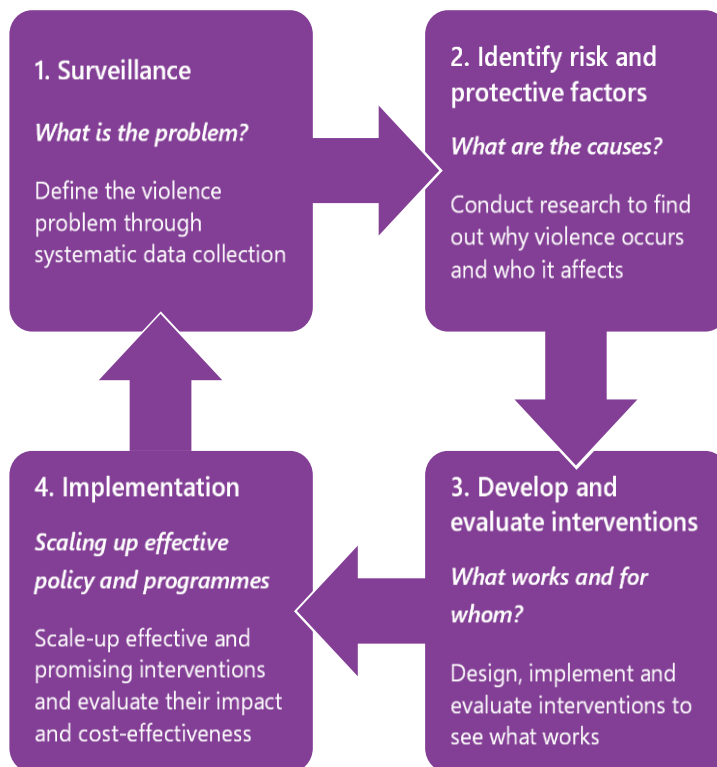 1. Surveillance
What is the problem?
Define the violence
problem through
systematic data collection
2. Identify risk and
protective factors
What are the causes?
Conduct research to find
out why violence occurs
and who it affects
3. Develop and
evaluate interventions
What works and for
whom?
Design, implement and
evaluate interventions to
see what works
4. Implementation
Scaling up effective
policy and programmes
Scale-up effective and
promising interventions
and evaluate their impact
and cost-effectiveness